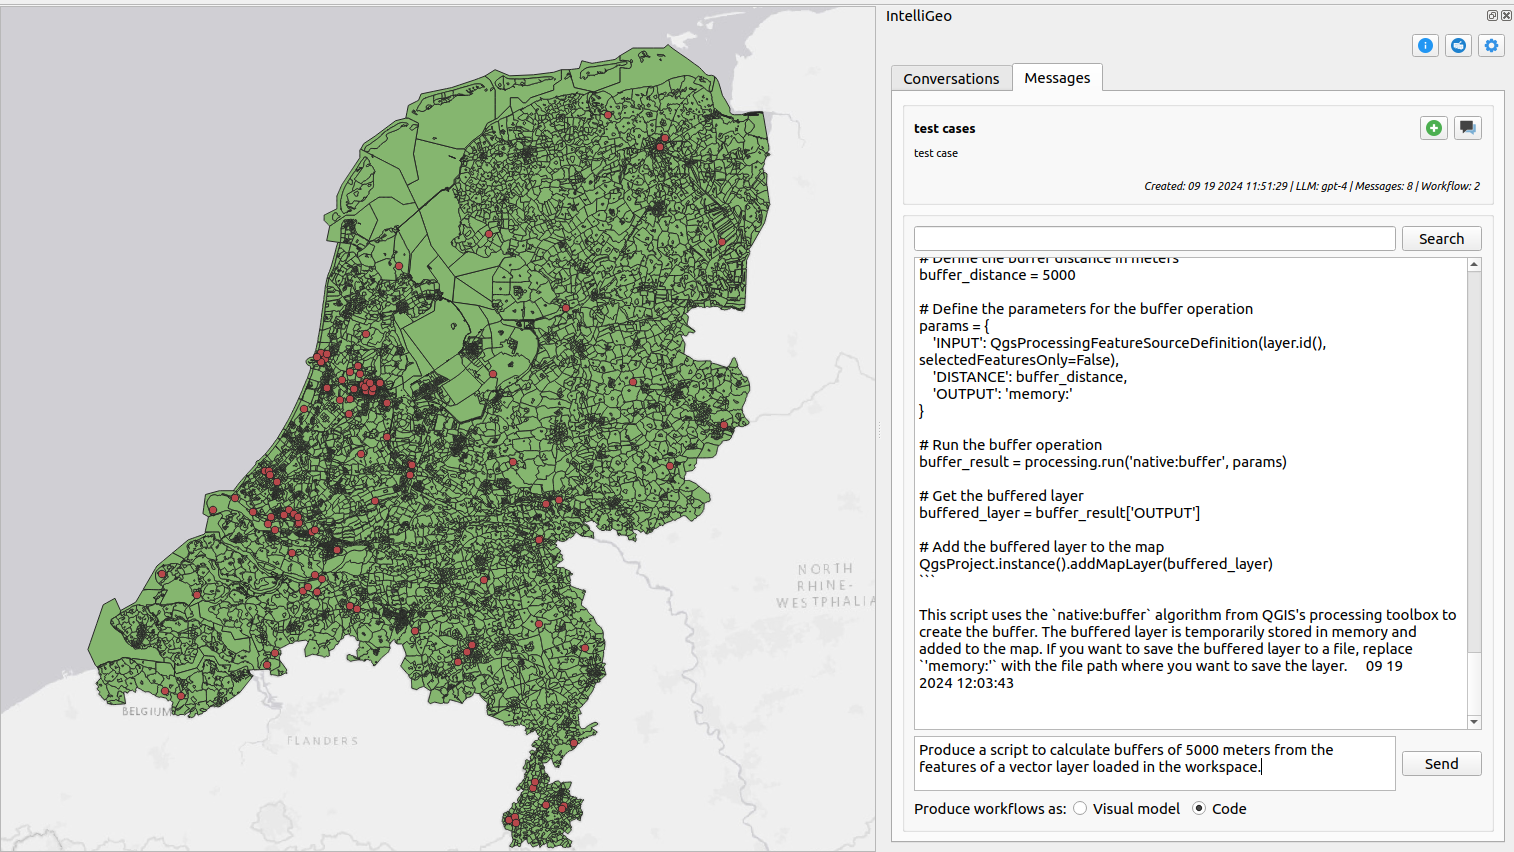 IntelliGeo
Conversations
Messages
test cases
test case
Created: 09 19 2024 11:51:29 | LLM: gpt-4 | Messages: 8 | Workflow: 2
Search
# Define the buffer distance in meters
buffer_distance = 5000
# Define the parameters for the buffer operation
params = {
'INPUT': QgsProcessingFeatureSourceDefinition(layer.id(),
selectedFeaturesOnly=False),
'DISTANCE': buffer_distance,
'OUTPUT': 'memory:'
}
# Run the buffer operation
buffer_result = processing.run('native:buffer', params)
# Get the buffered layer
buffered_layer = buffer_result['OUTPUT']
# Add the buffered layer to the map
QgsProject.instance().addMapLayer(buffered_layer)
```
This script uses the `native:buffer` algorithm from QGIS's processing toolbox to
create the buffer. The buffered layer is temporarily stored in memory and
added to the map. If you want to save the buffered layer to a file, replace
`'memory:'` with the file path where you want to save the layer. 09 19
2024 12:03:43
Produce a script to calculate buffers of 5000 meters from the
features of a vector layer loaded in the workspace.
Send
Produce workflows as:
Visual model
Code
NORTH
RHINE-
WESTPHALIA
BELGIUM
FLANDERS